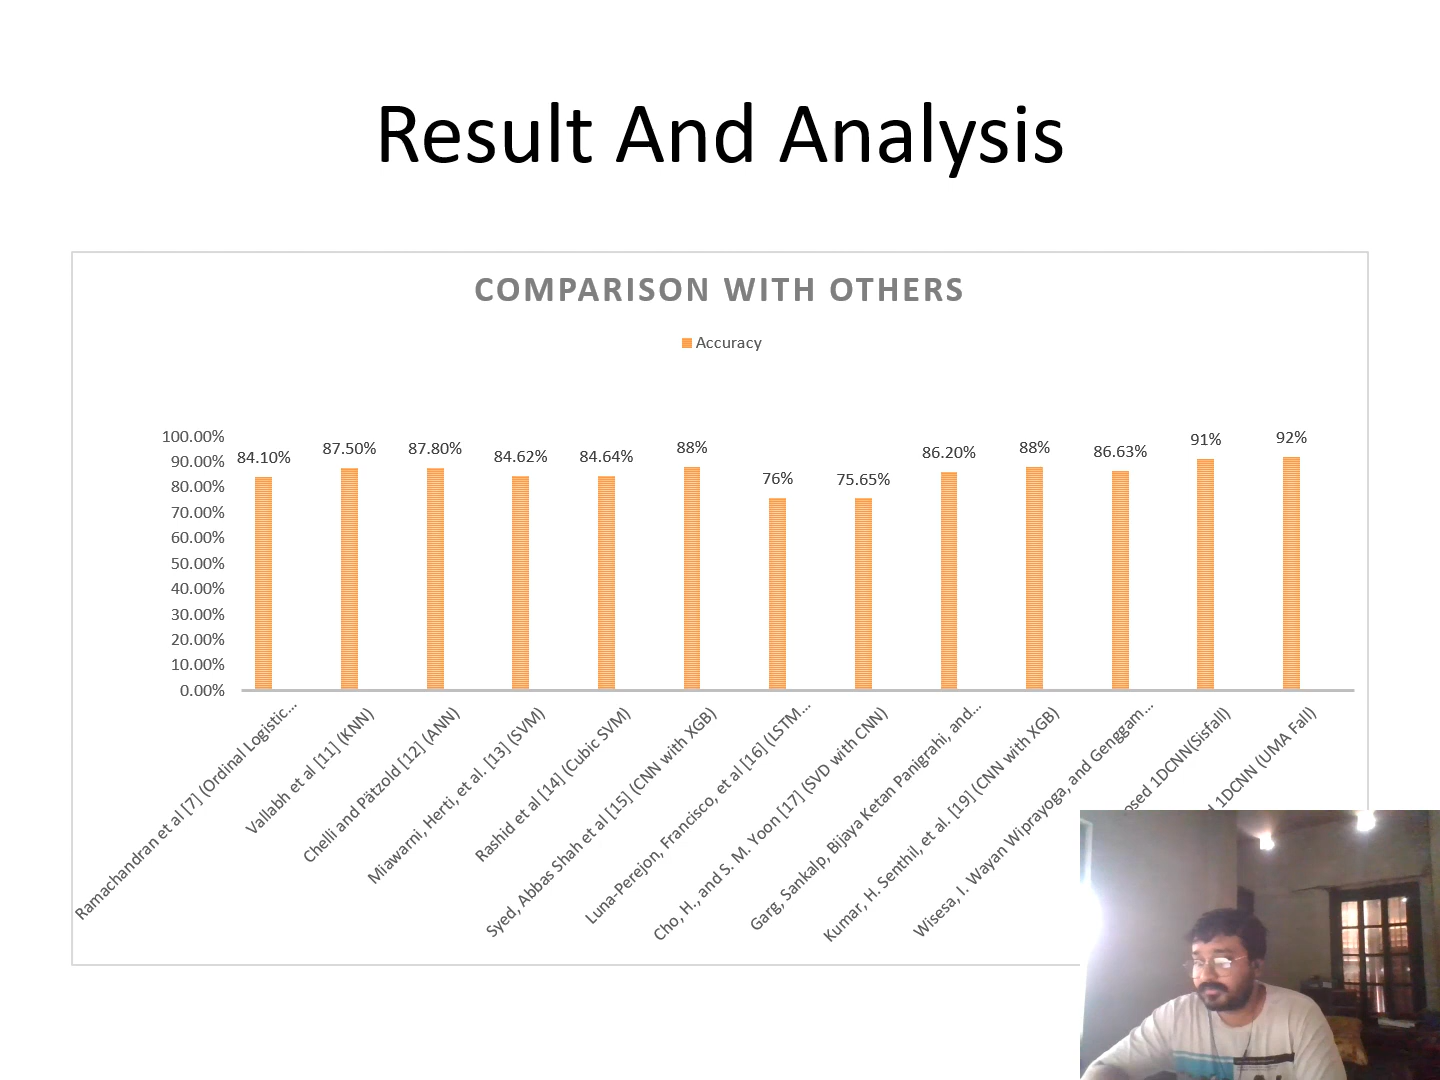 Result And Analysis
COMPARISON WITH OTHERS
Accuracy
100.00%
90.00%
80.00%
70.00%
60.00%
50.00%
40.00%
30.00%
20.00%
10.00%
0.00%
84.10%
87.50%
87.80%
84.62%
84.64%
88%
76%
75.65%
86.20%
88%
86.63%
91%
92%
Ramachandran et al [7] (Ordinal Logistic...
Vallabh et al [11] (KNN)
Chelli and Pätzold [12] (ANN)
Miawarni, Herti, et al. [13] (SVM)
Rashid et al [14] (Cubic SVM)
Syed, Abbas Shah et al [15] (CNN with XGB)
Luna-Perejon, Francisco, et al [16] (LSTM...
Cho, H., and S. M. Yoon [17] (SVD with CNN)
Garg, Sankalp, Bijaya Ketan Panigrahi, and...
Kumar, H. Senthil, et al. [19] (CNN with XGB)
Wisesa, I. Wayan Wiprayoga, and Genggam...
1DCNN(Sisfall)
1DCNN (UMA Fall)